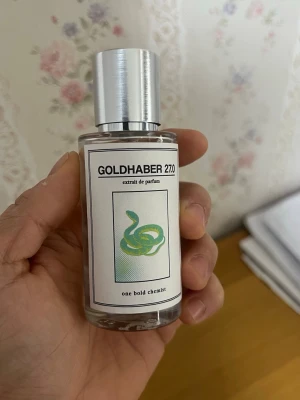 GOLDHABER 27.0
extrait de parfum
one bold chemist